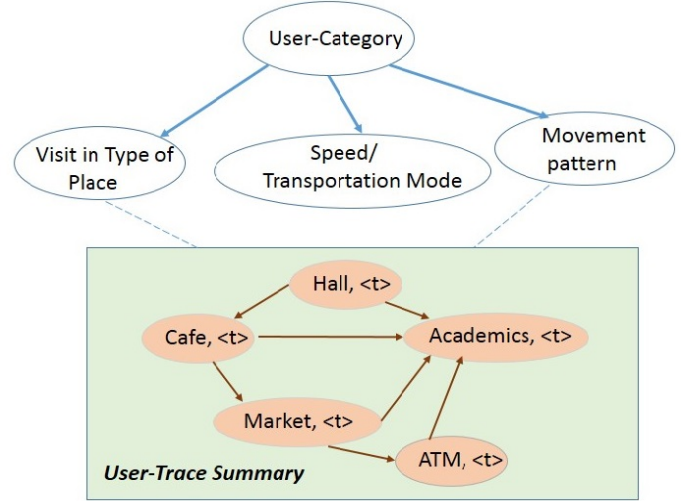 User-Category
Visit in Type of
Place
Speed/
Transportation Mode
Movement
pattern
Hall, <t>
Cafe, <t>
Academics, <t>
Market, <t>
ATM, <t>
User-Trace Summary